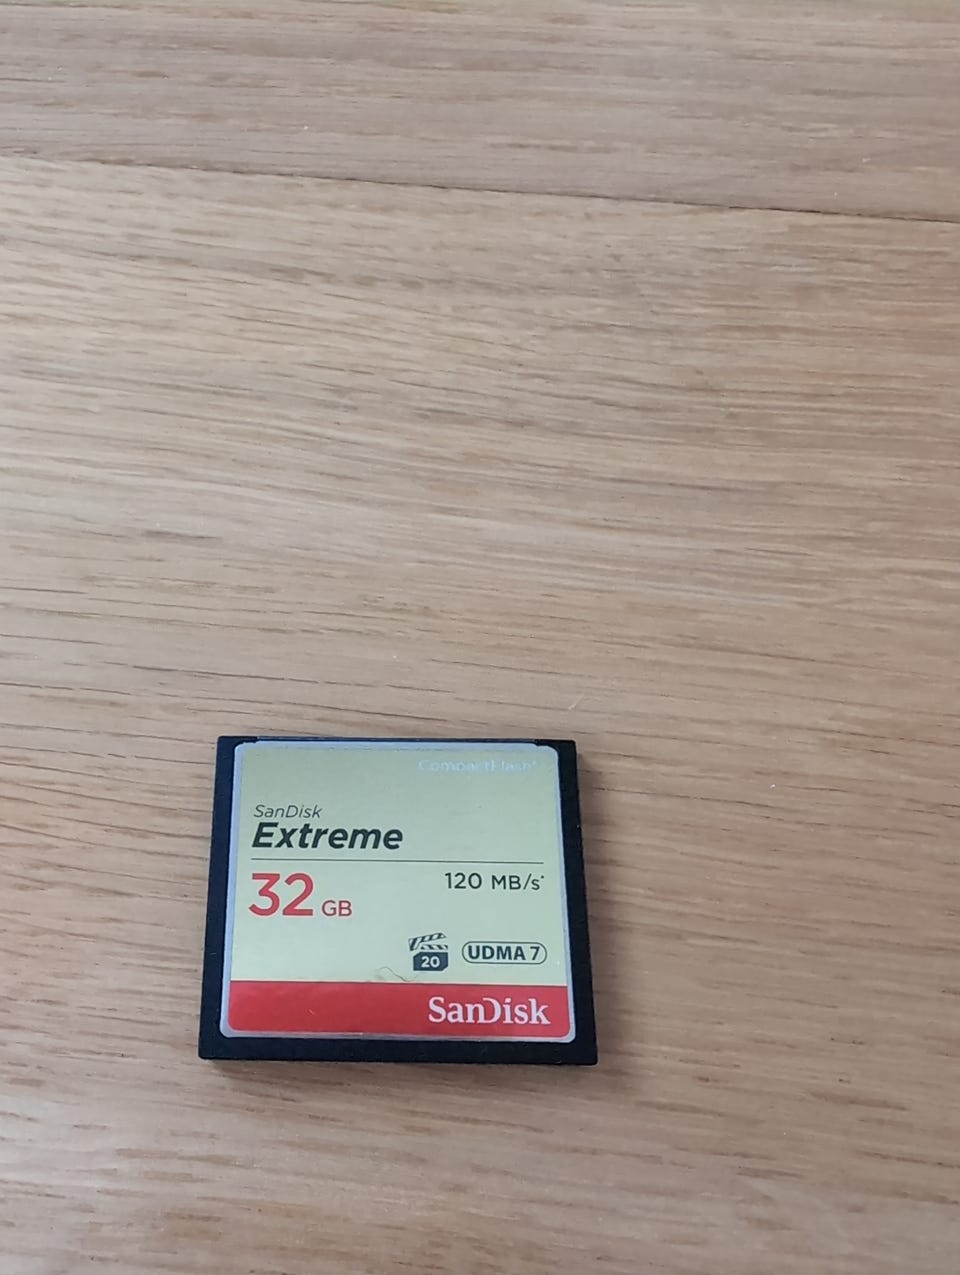 CompactFlash®
SanDisk
Extreme
32 GB
120 MB/s*
20 UDMA 7
SanDisk